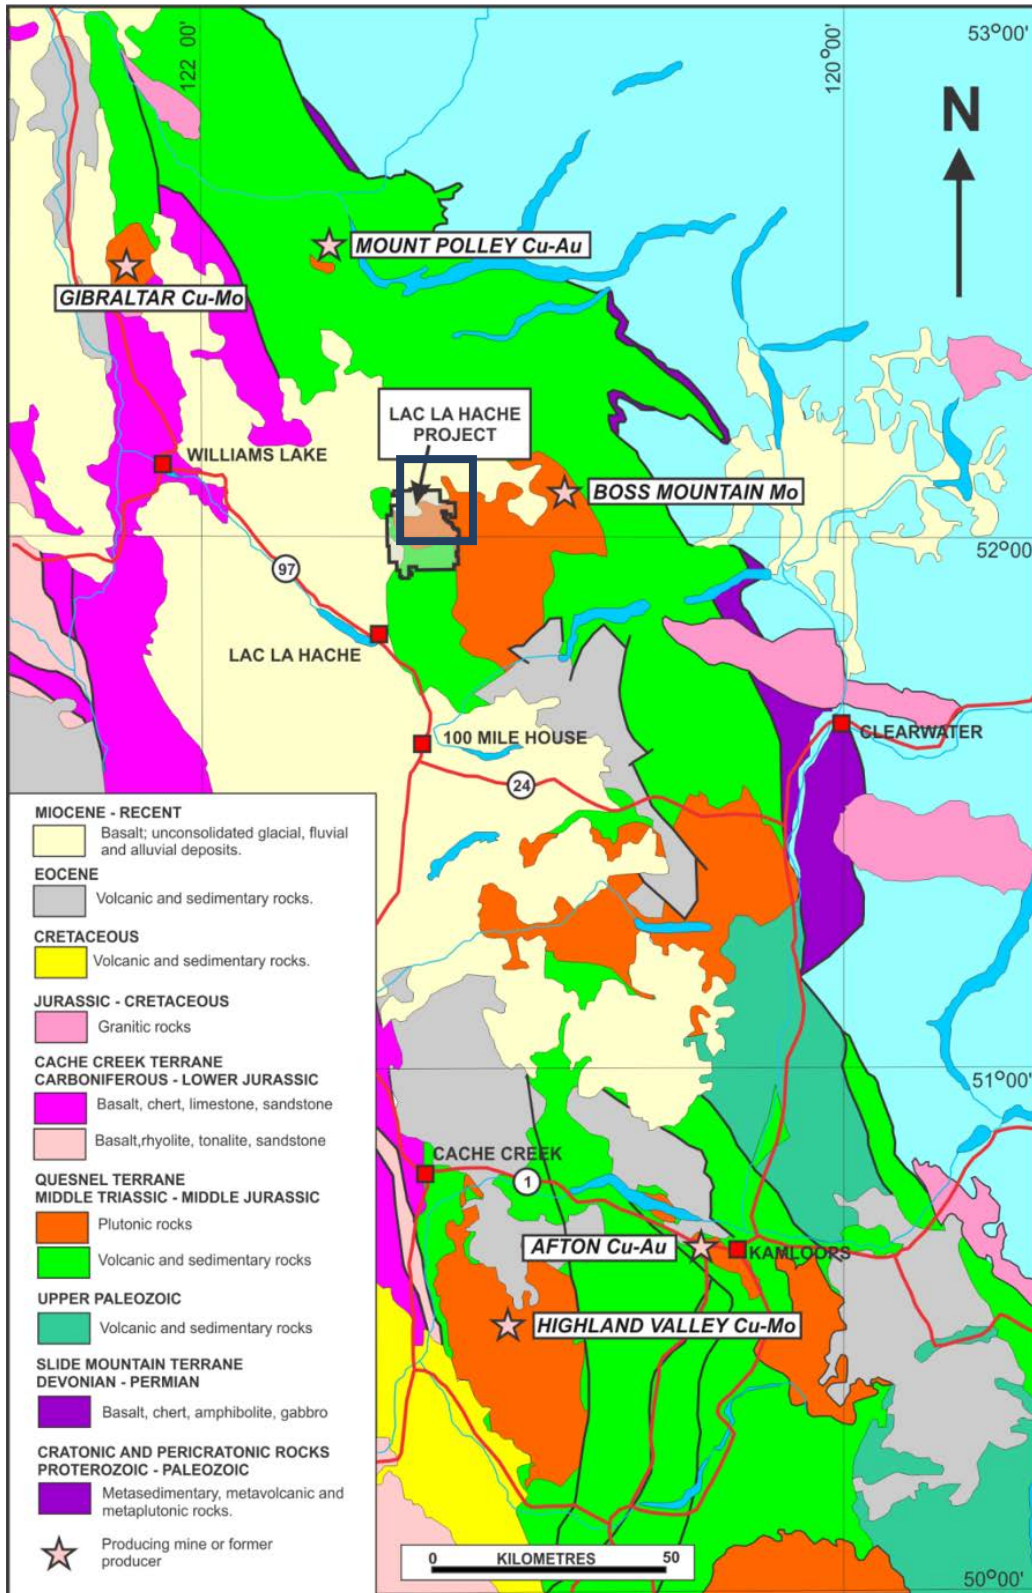 122 00'
120°00'
53°00'
N
MOUNT POLLEY Cu-Au
GIBRALTAR Cu-Mo
LAC LA HACHE
PROJECT
WILLIAMS LAKE
BOSS MOUNTAIN Mo
52°00'
97
LAC LA HACHE
CLEARWATER
100 MILE HOUSE
24
MIOCENE - RECENT
Basalt; unconsolidated glacial, fluvial
and alluvial deposits.
EOCENE
Volcanic and sedimentary rocks.
CRETACEOUS
Volcanic and sedimentary rocks.
JURASSIC - CRETACEOUS
Granitic rocks
CACHE CREEK TERRANE
CARBONIFEROUS - LOWER JURASSIC
Basalt, chert, limestone, sandstone
Basalt,rhyolite, tonalite, sandstone
QUESNEL TERRANE
MIDDLE TRIASSIC - MIDDLE JURASSIC
Plutonic rocks
Volcanic and sedimentary rocks
UPPER PALEOZOIC
Volcanic and sedimentary rocks
SLIDE MOUNTAIN TERRANE
DEVONIAN - PERMIAN
Basalt, chert, amphibolite, gabbro
CRATONIC AND PERICRATONIC ROCKS
PROTEROZOIC - PALEOZOIC
Metasedimentary, metavolcanic and
metaplutonic rocks.
Producing mine or former
producer
51°00'
CACHE CREEK
1
AFTON Cu-Au
KAMLOOPS
HIGHLAND VALLEY Cu-Mo
0 KILOMETRES 50
50°00'